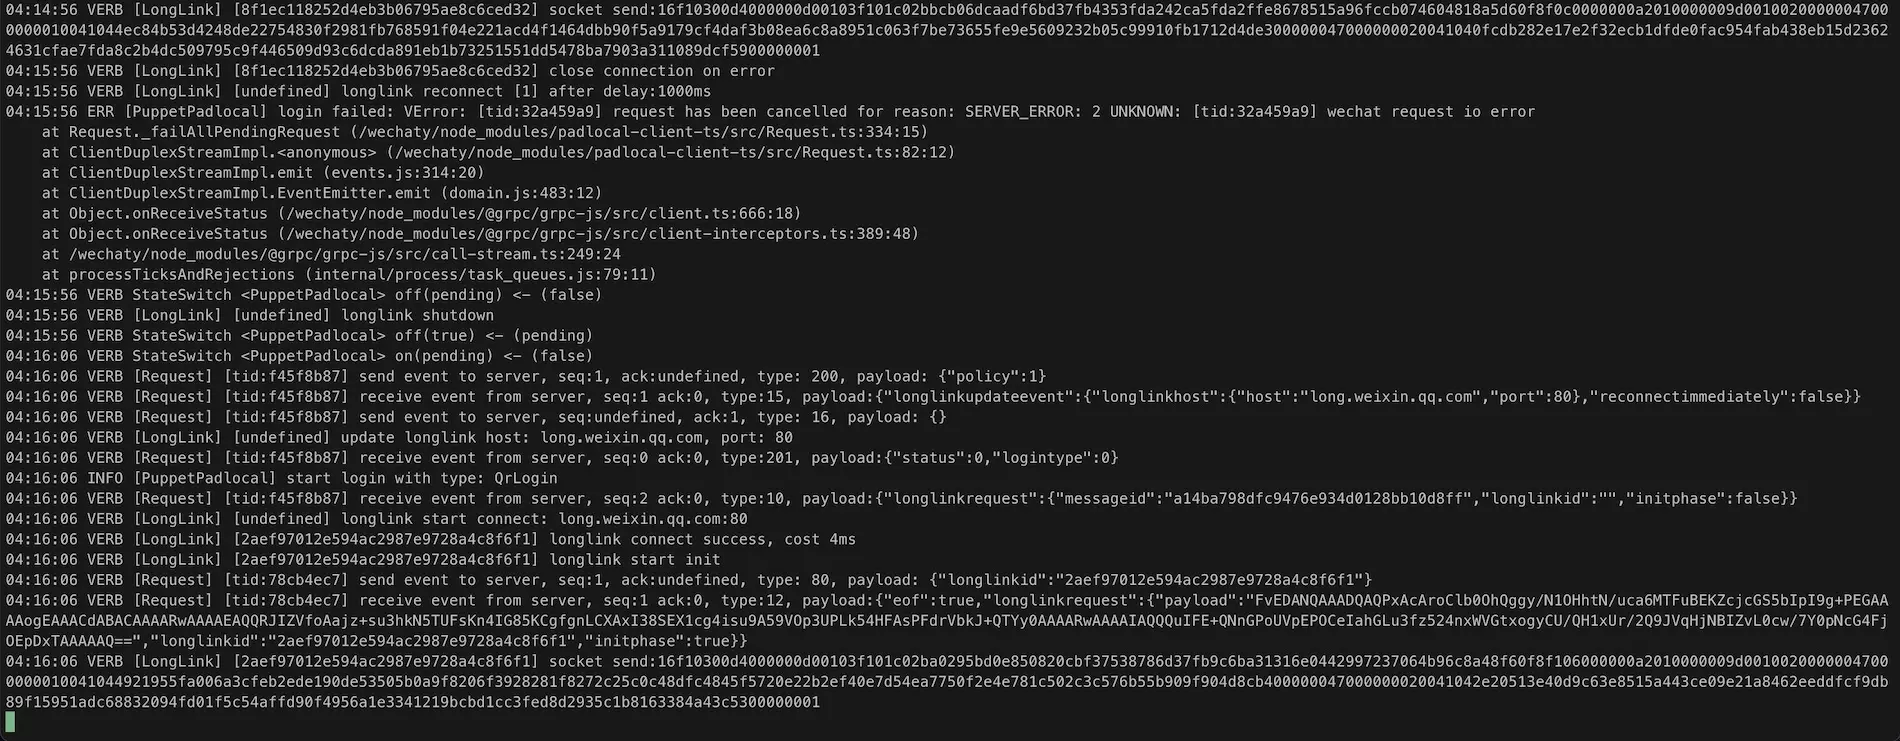 04:14:56 VERB [LongLink] [8f1ec118252d4eb3b06795ae8c6ced32] socket send:16f10300d4000000d00103f101c02bbcb06dcaadf6bd37fb4353fda242ca5fda2ffe8678515a96fccb074604818a5d60f8f0c0000000a2010000009d0010020000004700
0000010041044ec84b53d4248de22754830f2981fb768591f04e221acd4f1464dbb90f5a9179cf4daf3b08ea6c8a8951c063f7be73655fe9e5609232b05c99910fb1712d4de300000047000000020041040fcdb282e17e2f32ecb1dfde0fac954fab438eb15d2362
4631cfae7fda8c2b4dc509795c9f446509d93c6dcda891eb1b73251551dd5478ba7903a311089dcf5900000001
04:15:56 VERB [LongLink] [8f1ec118252d4eb3b06795ae8c6ced32] close connection on error
04:15:56 VERB [LongLink] [undefined] longlink reconnect [1] after delay:1000ms
04:15:56 ERR [PuppetPadlocal] login failed: VError: [tid:32a459a9] request has been cancelled for reason: SERVER_ERROR: 2 UNKNOWN: [tid:32a459a9] wechat request io error
    at Request._failAllPendingRequest (/wechaty/node_modules/padlocal-client-ts/src/Request.ts:334:15)
    at ClientDuplexStreamImpl.<anonymous> (/wechaty/node_modules/padlocal-client-ts/src/Request.ts:82:12)
    at ClientDuplexStreamImpl.emit (events.js:314:20)
    at ClientDuplexStreamImpl.EventEmitter.emit (domain.js:483:12)
    at Object.onReceiveStatus (/wechaty/node_modules/@grpc/grpc-js/src/client.ts:666:18)
    at Object.onReceiveStatus (/wechaty/node_modules/@grpc/grpc-js/src/client-interceptors.ts:389:48)
    at /wechaty/node_modules/@grpc/grpc-js/src/call-stream.ts:249:24
    at processTicksAndRejections (internal/process/task_queues.js:79:11)
04:15:56 VERB StateSwitch <PuppetPadlocal> off(pending) <- (false)
04:15:56 VERB [LongLink] [undefined] longlink shutdown
04:15:56 VERB StateSwitch <PuppetPadlocal> off(true) <- (pending)
04:16:06 VERB StateSwitch <PuppetPadlocal> on(pending) <- (false)
04:16:06 VERB [Request] [tid:f45f8b87] send event to server, seq:1, ack:undefined, type: 200, payload: {"policy":1}
04:16:06 VERB [Request] [tid:f45f8b87] receive event from server, seq:1 ack:0, type:15, payload:{"longlinkupdateevent":{"longlinkhost":{"host":"long.weixin.qq.com","port":80},"reconnectimmediately":false}}
04:16:06 VERB [Request] [tid:f45f8b87] send event to server, seq:undefined, ack:1, type: 16, payload: {}
04:16:06 VERB [LongLink] [undefined] update longlink host: long.weixin.qq.com, port: 80
04:16:06 VERB [Request] [tid:f45f8b87] receive event from server, seq:0 ack:0, type:201, payload:{"status":0,"logintype":0}
04:16:06 INFO [PuppetPadlocal] start login with type: QrLogin
04:16:06 VERB [Request] [tid:f45f8b87] receive event from server, seq:2 ack:0, type:10, payload:{"longlinkrequest":{"messageid":"a14ba798dfc9476e934d0128bb10d8ff","longlinkid":"","initphase":false}}
04:16:06 VERB [LongLink] [undefined] longlink start connect: long.weixin.qq.com:80
04:16:06 VERB [LongLink] [2aef97012e594ac2987e9728a4c8f6f1] longlink connect success, cost 4ms
04:16:06 VERB [LongLink] [2aef97012e594ac2987e9728a4c8f6f1] longlink start init
04:16:06 VERB [Request] [tid:78cb4ec7] send event to server, seq:1, ack:undefined, type: 80, payload: {"longlinkid":"2aef97012e594ac2987e9728a4c8f6f1"}
04:16:06 VERB [Request] [tid:78cb4ec7] receive event from server, seq:1 ack:0, type:12, payload:{"eof":true,"longlinkrequest":{"payload":"FvEDANQAAADQAQPxAcAroClb0OhQggy/N1OHhtN/uca6MTFuBEKZcjcGS5bIpI9g+PEGAA
AAogEAAACdABACAAAARwAAAAEAQQRJIZVfoAajz+su3hkN5TUFsKn4IG85KCgfgnLCXAxI38SEX1cg4isu9A59VOp3UPLk54HFAsPFdrVbkJ+QTYy0AAAARwAAAAIAQQQuIFE+QNnGPoUVpEPOCeIahGLu3fz524nxWVGtxogyCU/QH1xUr/2Q9JVqHjNBIZvL0cw/7Y0pNcG4Fj
OEpDxTAAAAAQ==","longlinkid":"2aef97012e594ac2987e9728a4c8f6f1","initphase":true}}
04:16:06 VERB [LongLink] [2aef97012e594ac2987e9728a4c8f6f1] socket send:16f10300d4000000d00103f101c02ba0295bd0e850820cbf37538786d37fb9c6ba31316e0442997237064b96c8a48f60f8f106000000a2010000009d0010020000004700
0000010041044921955fa006a3cfeb2ede190de53505b0a9f8206f3928281f8272c25c0c48dfc4845f5720e22b2ef40e7d54ea7750f2e4e781c502c3c576b55b909f904d8cb400000047000000020041042e20513e40d9c63e8515a443ce09e21a8462eeddfcf9db
89f15951adc68832094fd01f5c54affd90f4956a1e3341219bcbd1cc3fed8d2935c1b8163384a43c5300000001